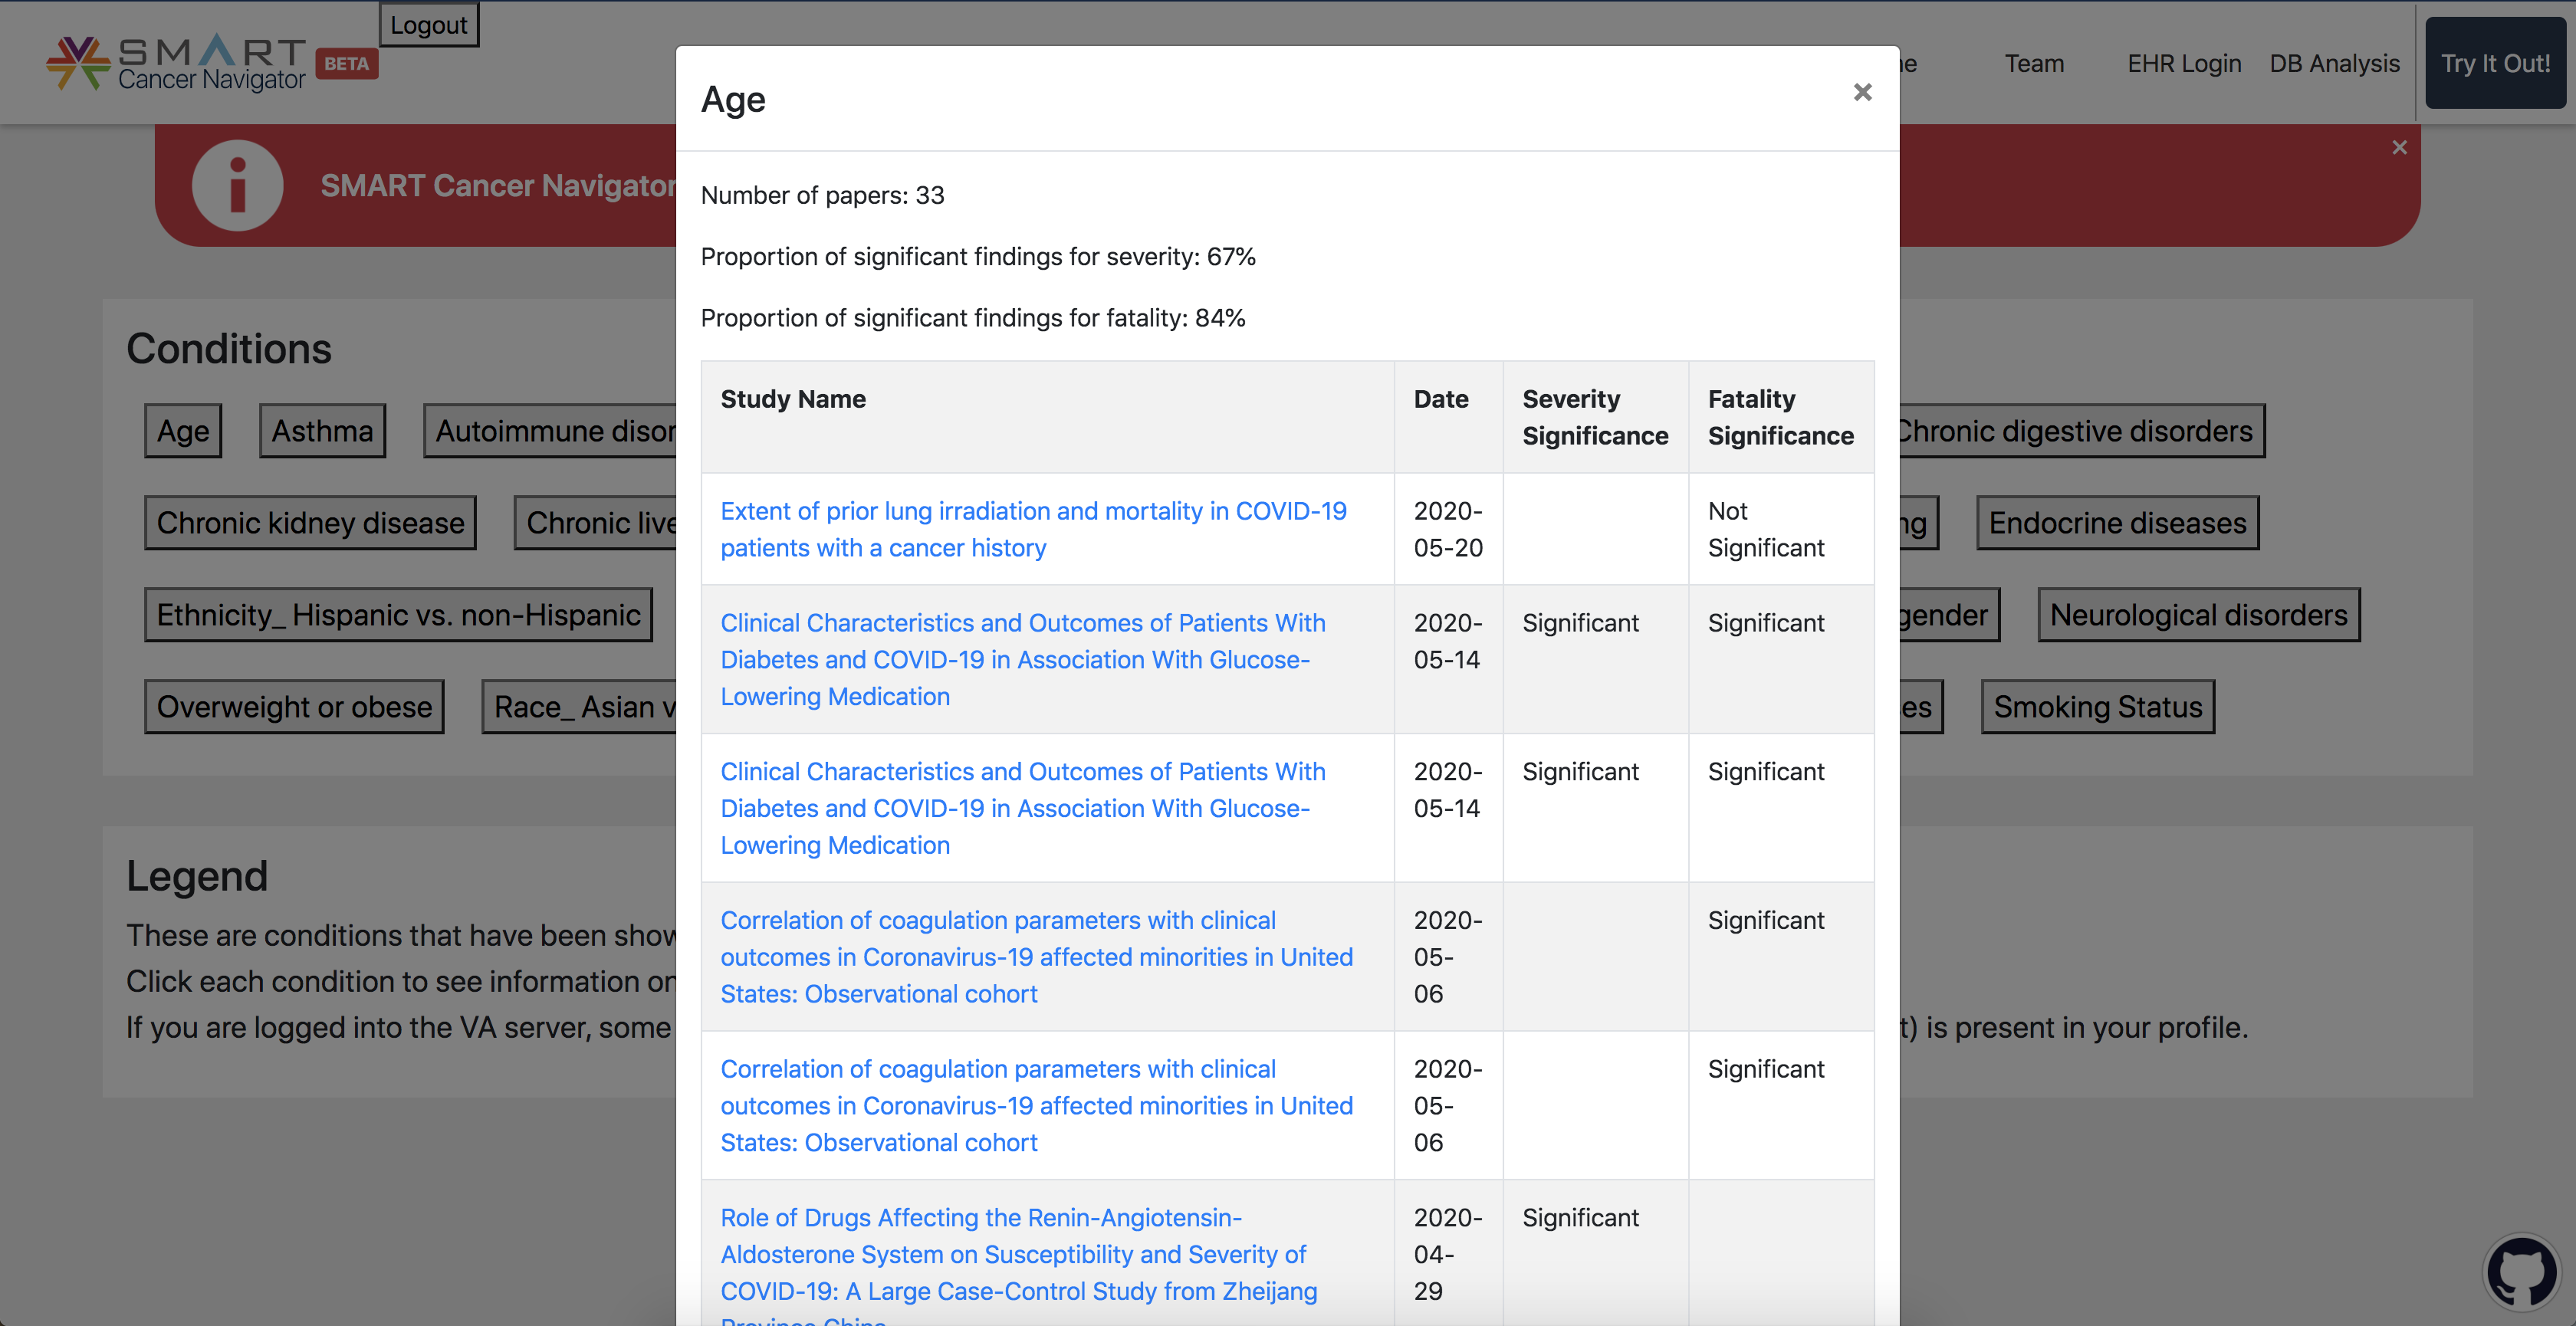 Logout
SMART
Cancer Navigator
BETA
Team
EHR Login
DB Analysis
Try It Out!
SMART Cancer Navigator
×
Conditions
Age
Asthma
Autoimmune
Chronic digestive disorders
Chronic kidney disease
Chronic
Endocrine diseases
Ethnicity_ Hispanic vs. non-Hispanic
gender
Neurological disorders
Overweight or obese
Race_ Asian
Smoking Status
Legend
These are conditions that have been
Click each condition to see information
If you are logged into the VA server, some
is present in your profile.
Age
×
Number of papers: 33
Proportion of significant findings for severity: 67%
Proportion of significant findings for fatality: 84%
Study Name
Date
Severity
Significance
Fatality
Significance
Extent of prior lung irradiation and mortality in COVID-19
patients with a cancer history
2020-
05-20
Not
Significant
Clinical Characteristics and Outcomes of Patients With
Diabetes and COVID-19 in Association With Glucose-
Lowering Medication
2020-
05-14
Significant
Significant
Clinical Characteristics and Outcomes of Patients With
Diabetes and COVID-19 in Association With Glucose-
Lowering Medication
2020-
05-14
Significant
Significant
Correlation of coagulation parameters with clinical
outcomes in Coronavirus-19 affected minorities in United
States: Observational cohort
2020-
05-
06
Significant
Correlation of coagulation parameters with clinical
outcomes in Coronavirus-19 affected minorities in United
States: Observational cohort
2020-
05-
06
Significant
Role of Drugs Affecting the Renin-Angiotensin-
Aldosterone System on Susceptibility and Severity of
COVID-19: A Large Case-Control Study from Zheijang
2020-
04-
29
Significant